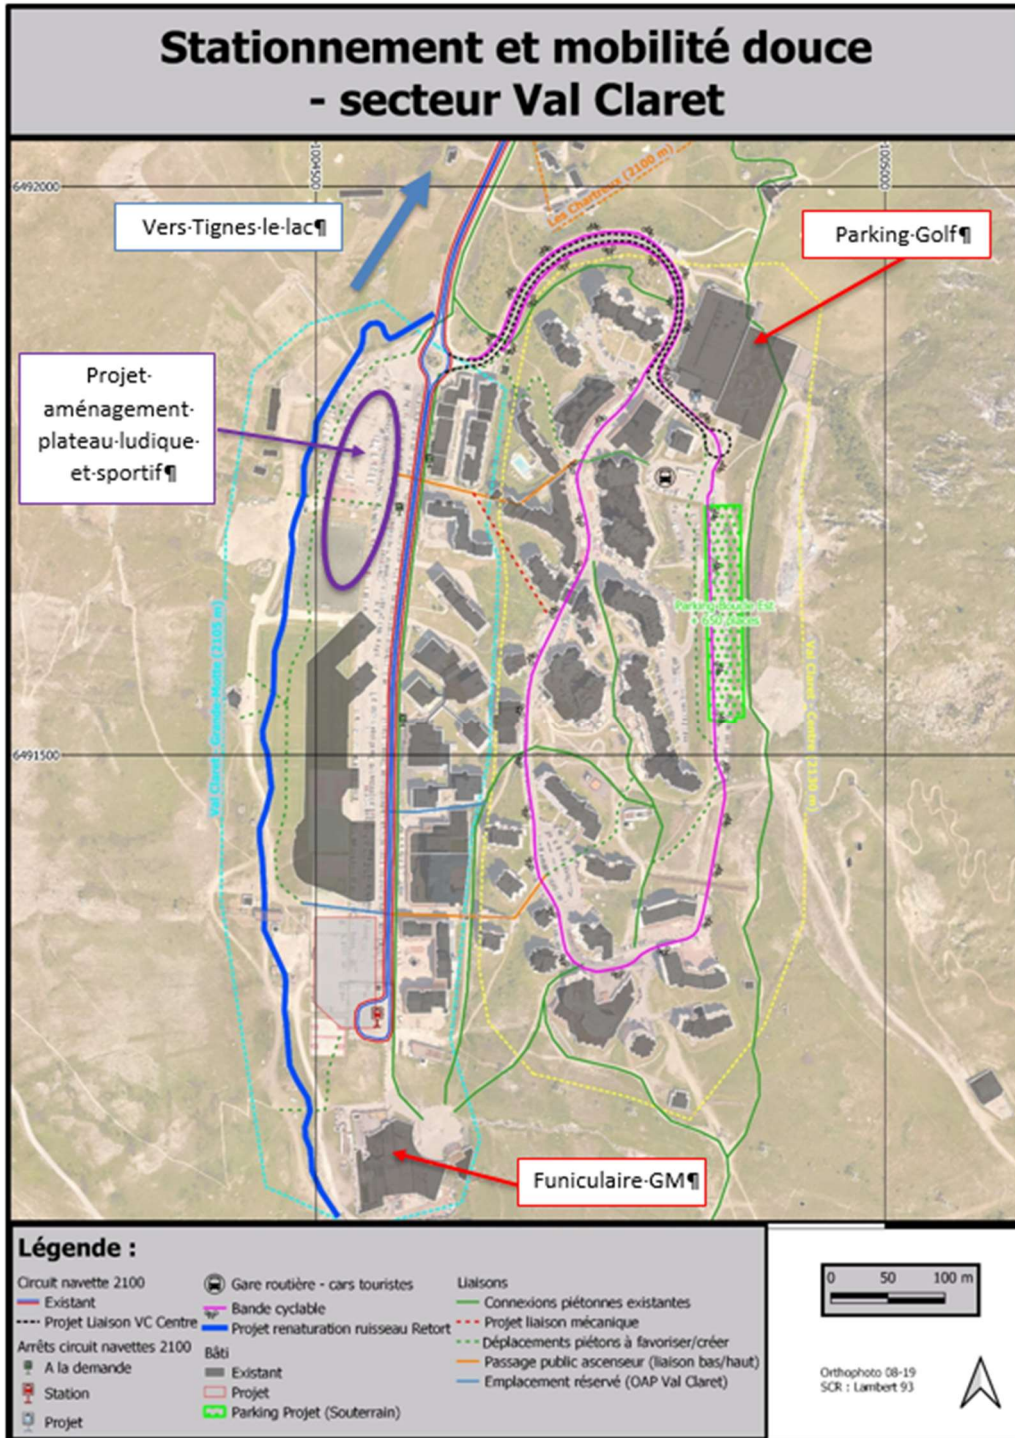 Stationnement et mobilité douce
- secteur Val Claret
1004500
1005000
6492000
Les Chartreux (2100 m)
Vers·Tignes·le·lac¶
Parking·Golf¶
Projet·
aménagement·
plateau·ludique·
et·sportif¶
Parking Boucle Est
+ 650 places
Val Claret - Grande-Motte (2105 m)
Val Claret - Centre (2130 m)
6491500
Funiculaire·GM¶
Légende :
Circuit navette 2100
Existant
Projet Liaison VC Centre
Arrêts circuit navettes 2100
A la demande
Station
Projet
Gare routière - cars touristes
Bande cyclable
Projet renaturation ruisseau Retort
Bâti
Existant
Projet
Parking Projet (Souterrain)
Liaisons
Connexions piétonnes existantes
Projet liaison mécanique
Déplacements piétons à favoriser/créer
Passage public ascenseur (liaison bas/haut)
Emplacement réservé (OAP Val Claret)
0 50 100 m
Orthophoto 08-19
SCR : Lambert 93